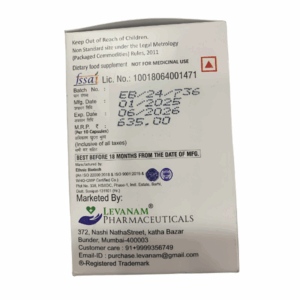 Keep Out of Reach of Children.
Non Standard site under the Legal Metrology
(Packaged Commodities) Rules, 2011
Dietary food supplement NOT FOR MEDICINAL USE
fssai Lic. No.: 10018064001471
Batch No. : EB/24/736
Mfg. Date : 01/2025
Exp. Date : 06/2026
M.R.P. ₹ : 635.00
(Per 10 Capsules)
(Inclusive of all taxes)
BEST BEFORE 18 MONTHS FROM THE DATE OF MFG.
Manufactured By:
Marketed By:
LEVANAM
PHARMACEUTICALS
372, Nashi NathaStreet, katha Bazar
Bunder, Mumbai-400003
Customer care : 91+9999356749
Email -ID : purchase.levanam@gmail.com
®-Registered Trademark